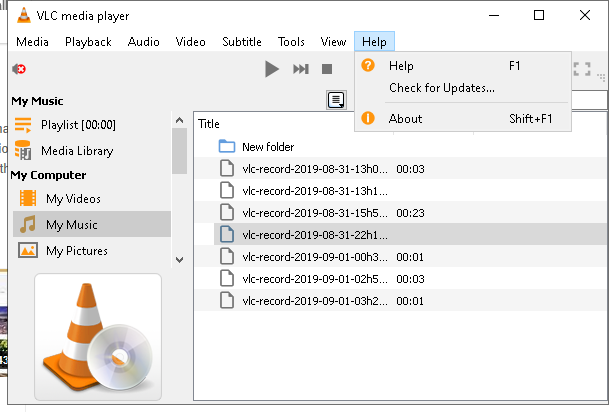 VLC media player
Media Playback Audio Video Subtitle Tools View Help
Help F1
Check for Updates...
About Shift+F1
My Music
Playlist [00:00]
Media Library
My Computer
My Videos
My Music
My Pictures
Title
New folder
vlc-record-2019-08-31-13h0... 00:03
vlc-record-2019-08-31-13h1...
vlc-record-2019-08-31-15h5... 00:23
vlc-record-2019-08-31-22h1...
vlc-record-2019-09-01-00h3... 00:01
vlc-record-2019-09-01-02h5... 00:03
vlc-record-2019-09-01-03h2... 00:01